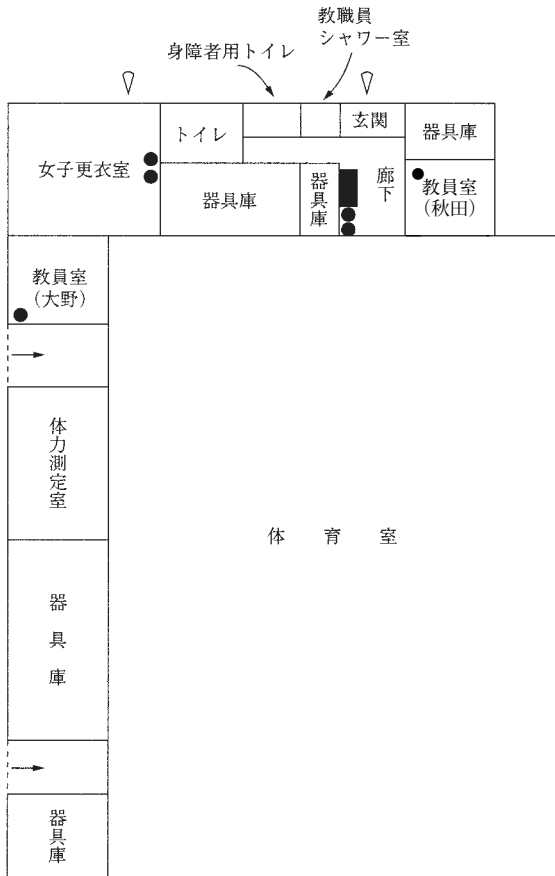 教職員
シャワー室
身障者用トイレ
トイレ
玄関
器具庫
女子更衣室
器具庫
器具庫
廊下
教員室
（秋田）
教員室
（大野）
体力測定室
体育室
器具庫
器具庫